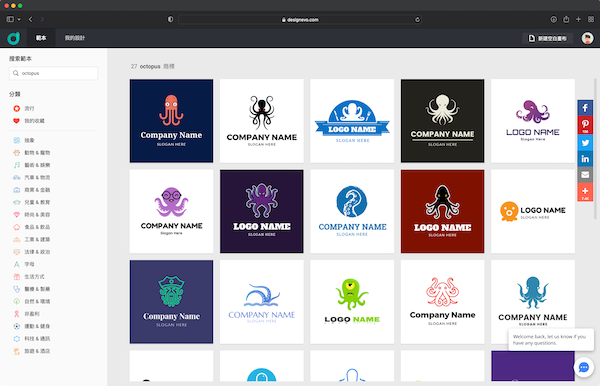 designevo.com
範本
我的設計
新建空白畫布
搜索範本
octopus
27 octopus 商標
分類
流行
我的收藏
抽象
動物 & 寵物
藝術 & 娛樂
汽車 & 物流
商業 & 金融
兒童 & 教育
時尚 & 美容
食品 & 飲品
工業 & 建築
法律 & 政治
字母
生活方式
醫療 & 製藥
自然 & 環境
非盈利
運動 & 健身
科技 & 通訊
旅遊 & 酒店
Company Name
SLOGAN HERE
COMPANY NAME
SLOGAN HERE
LOGO NAME
SLOGAN HERE
COMPANY NAME
SLOGAN HERE
LOGO NAME
SLOGAN HERE
COMPANY NAME
Slogan Here
LOGO NAME
SLOGAN HERE
COMPANY NAME
SLOGAN HERE
LOGO NAME
SLOGAN HERE
LOGO NAME
SLOGAN HERE
Company Name
SLOGAN HERE
COMPANY NAME
SLOGAN HERE
LOGO NAME
SLOGAN HERE
Company Name
SLOGAN HERE
COMPANY NAME
SLOGAN HERE
Welcome back, let us know if you
have any questions.